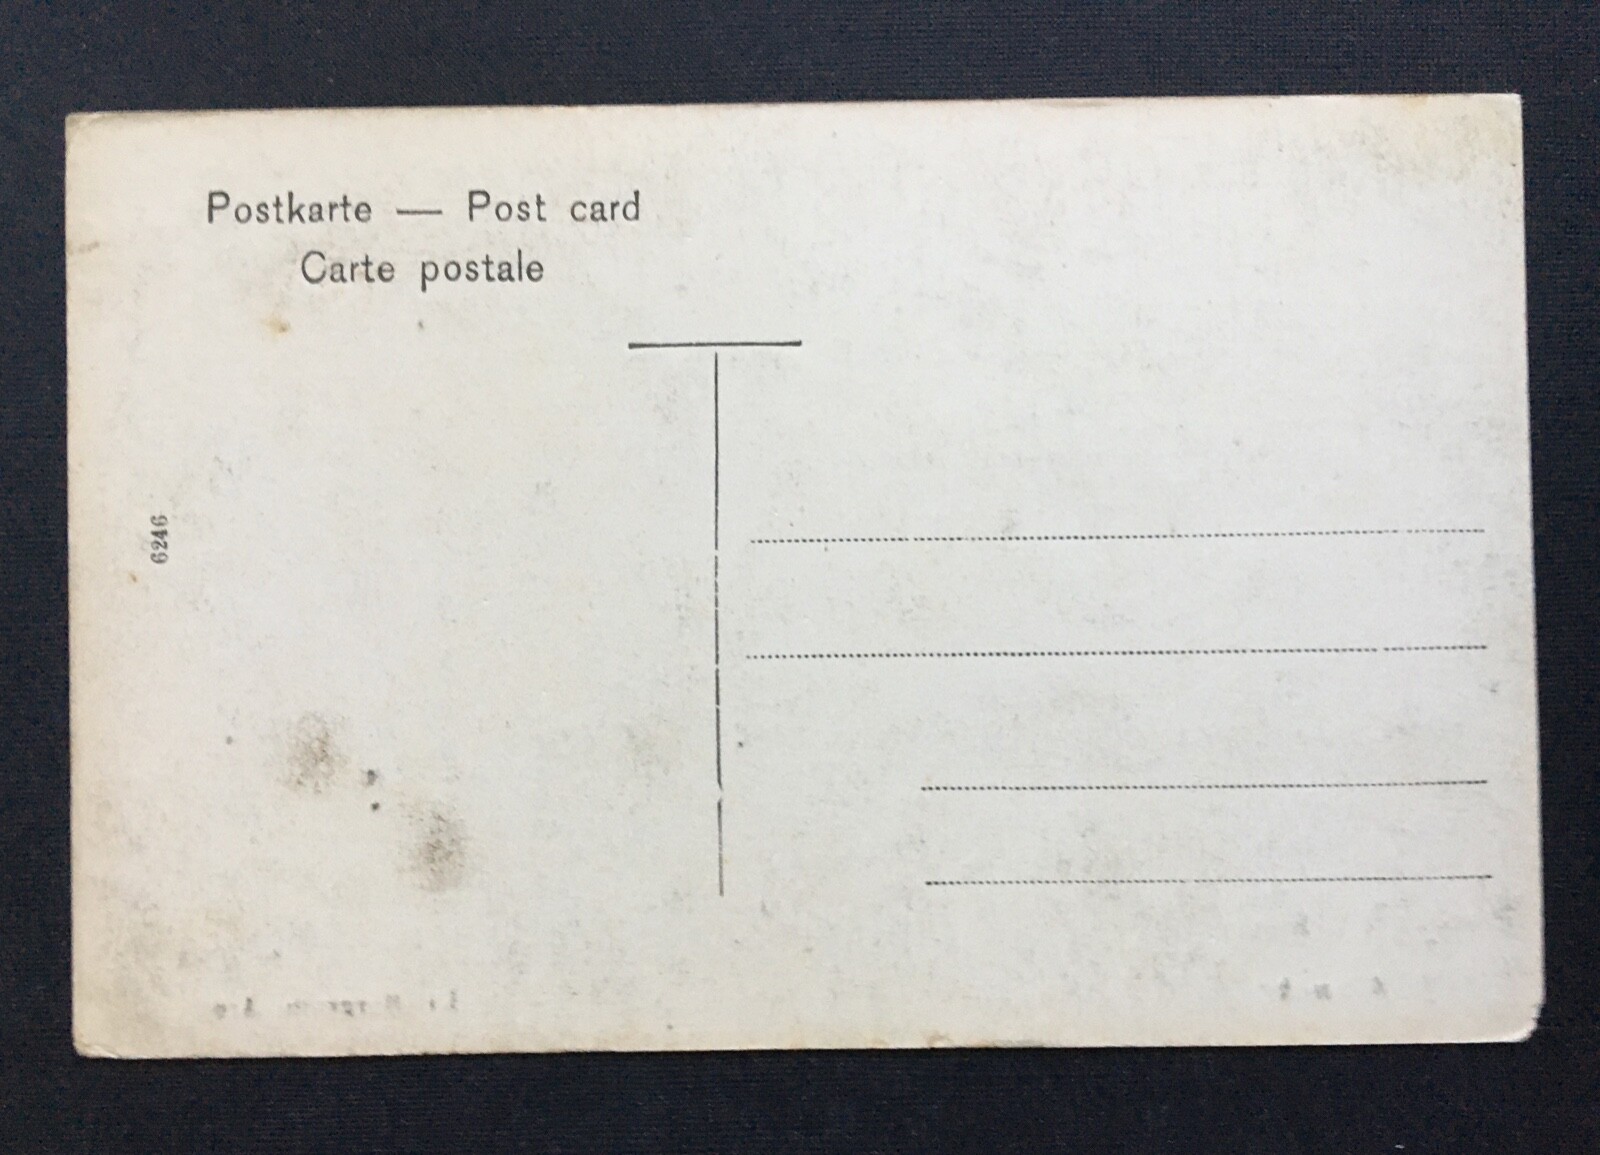 Postkarte — Post card
Carte postale
6246